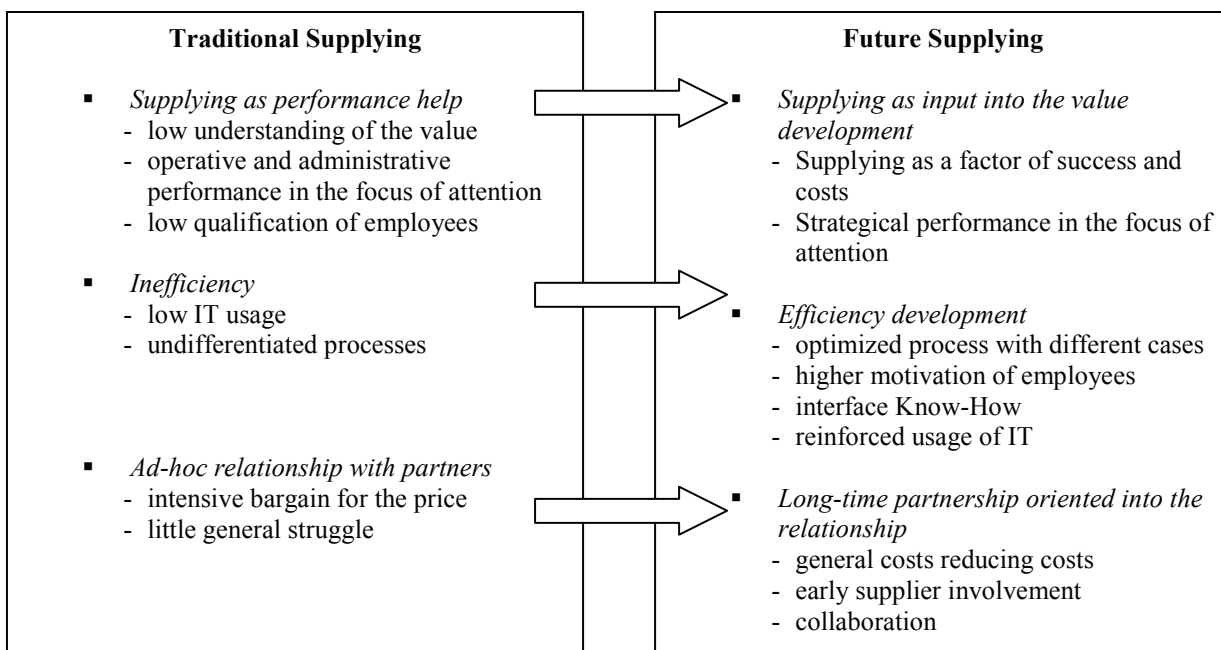 Traditional Supplying
▪ Supplying as performance help
- low understanding of the value
- operative and administrative
performance in the focus of attention
- low qualification of employees
▪ Inefficiency
- low IT usage
- undifferentiated processes
▪ Ad-hoc relationship with partners
- intensive bargain for the price
- little general struggle
Future Supplying
▪ Supplying as input into the value
development
- Supplying as a factor of success and
costs
- Strategical performance in the focus of
attention
▪ Efficiency development
- optimized process with different cases
- higher motivation of employees
- interface Know-How
- reinforced usage of IT
▪ Long-time partnership oriented into the
relationship
- general costs reducing costs
- early supplier involvement
- collaboration